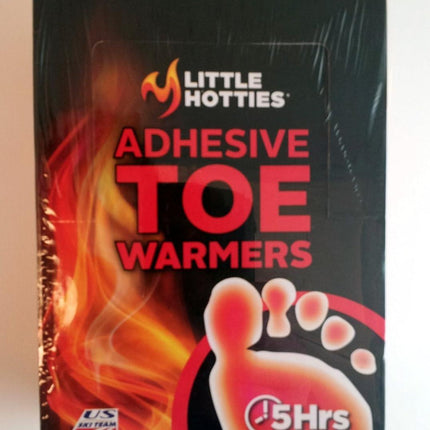 LITTLE
HOTTIES®
ADHESIVE
TOE
WARMERS
5Hrs
US
SKI TEAM